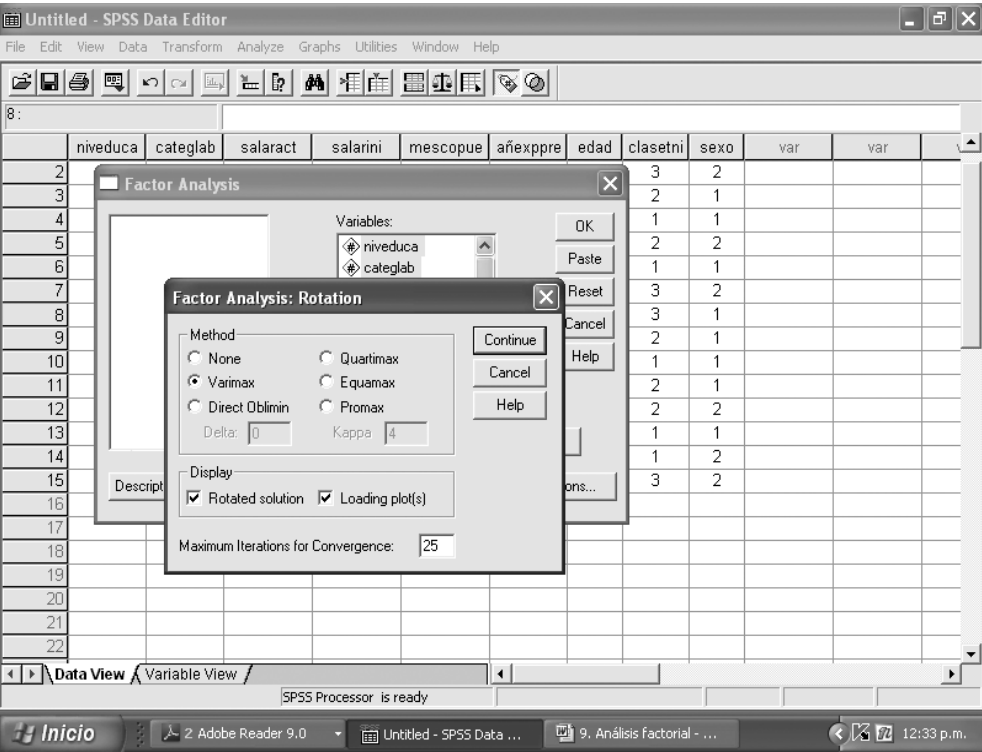 Untitled - SPSS Data Editor
File Edit View Data Transform Analyze Graphs Utilities Window Help
8:
niveduca categlab salaract salarini mescopue añexppre edad clasetni sexo var var
2 3 2
3 2 1
4 1 1
5 2 2
6 1 1
7 3 2
8 3 1
9 2 1
10 1 1
11 2 1
12 2 2
13 1 1
14 1 2
15 3 2
16
17
18
19
20
21
22
Factor Analysis
Variables:
niveduca
categlab
OK
Paste
Reset
Cancel
Help
Descript
ons...
Factor Analysis: Rotation
Method
None Quartimax
Varimax Equamax
Direct Oblimin Promax
Delta: 0 Kappa 4
Display
Rotated solution Loading plot(s)
Maximum Iterations for Convergence: 25
Continue
Cancel
Help
Data View Variable View
SPSS Processor is ready
Inicio 2 Adobe Reader 9.0 Untitled - SPSS Data ... 9. Análisis factorial - ... 12:33 p.m.